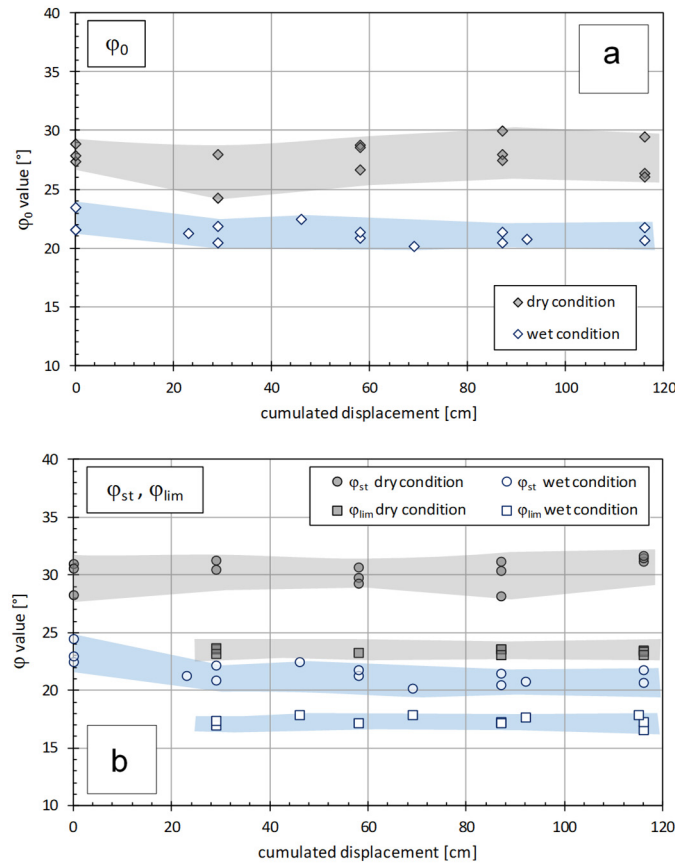 40
φ0
a
35
30
25
20
15
10
φ0 value [°]
dry condition
wet condition
0 20 40 60 80 100 120
cumulated displacement [cm]
40
φst , φlim
φst dry condition φst wet condition
φlim dry condition φlim wet condition
35
30
25
20
15
10
φ value [°]
b
0 20 40 60 80 100 120
cumulated displacement [cm]